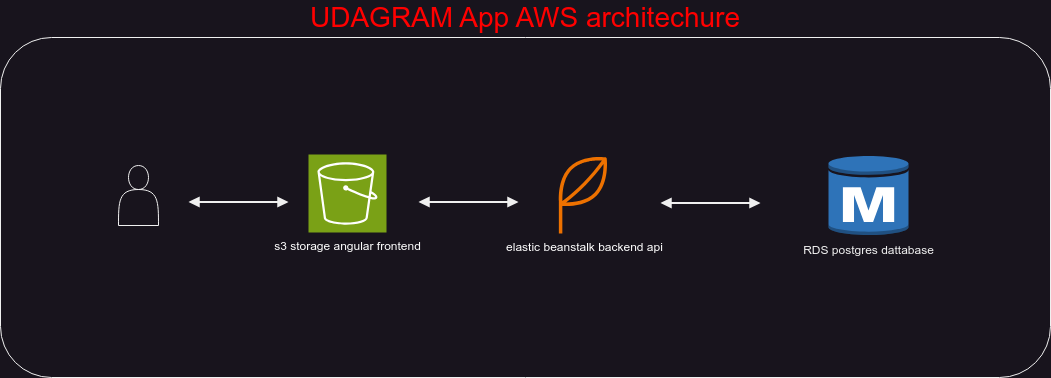 UDAGRAM App AWS architechure
s3 storage angular frontend
elastic beanstalk backend api
M
RDS postgres dattabase